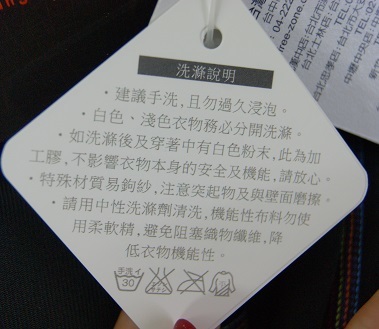 洗滌說明
・建議手洗，且勿過久浸泡。
・白色、淺色衣物務必分開洗滌。
・如洗滌後及穿著中有白色粉末，此為加
工膠，不影響衣物本身的安全及機能，請放心。
・特殊材質易鉤紗，注意突起物及與壁面磨擦。
・請用中性洗滌劑清洗，機能性布料勿使
用柔軟精，避免阻塞織物纖維，降
低衣物機能性。
手洗イ
30